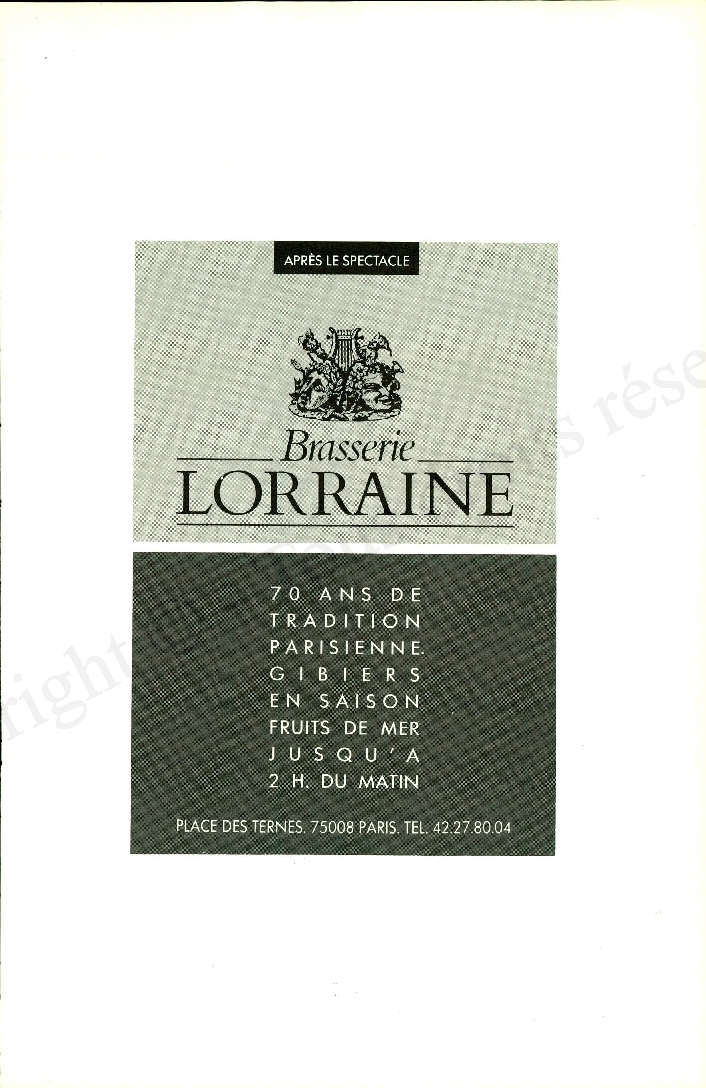 APRÈS LE SPECTACLE
Brasserie
LORRAINE
70 ANS DE
TRADITION
PARISIENNE.
GIBIERS
EN SAISON
FRUITS DE MER
JUSQU'A
2 H. DU MATIN
PLACE DES TERNES. 75008 PARIS. TEL. 42.27.80.04